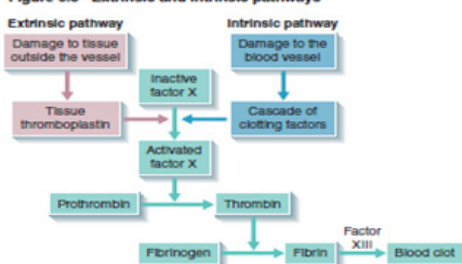 Extrinsic pathway
Intrinsic pathway
Damage to tissue
outside the vessel
Damage to the
blood vessel
Inactive
factor X
Tissue
thromboplastin
Cascade of
clotting factors
Activated
factor X
Prothrombin
Thrombin
Factor
XIII
Fibrinogen
Fibrin
Blood clot